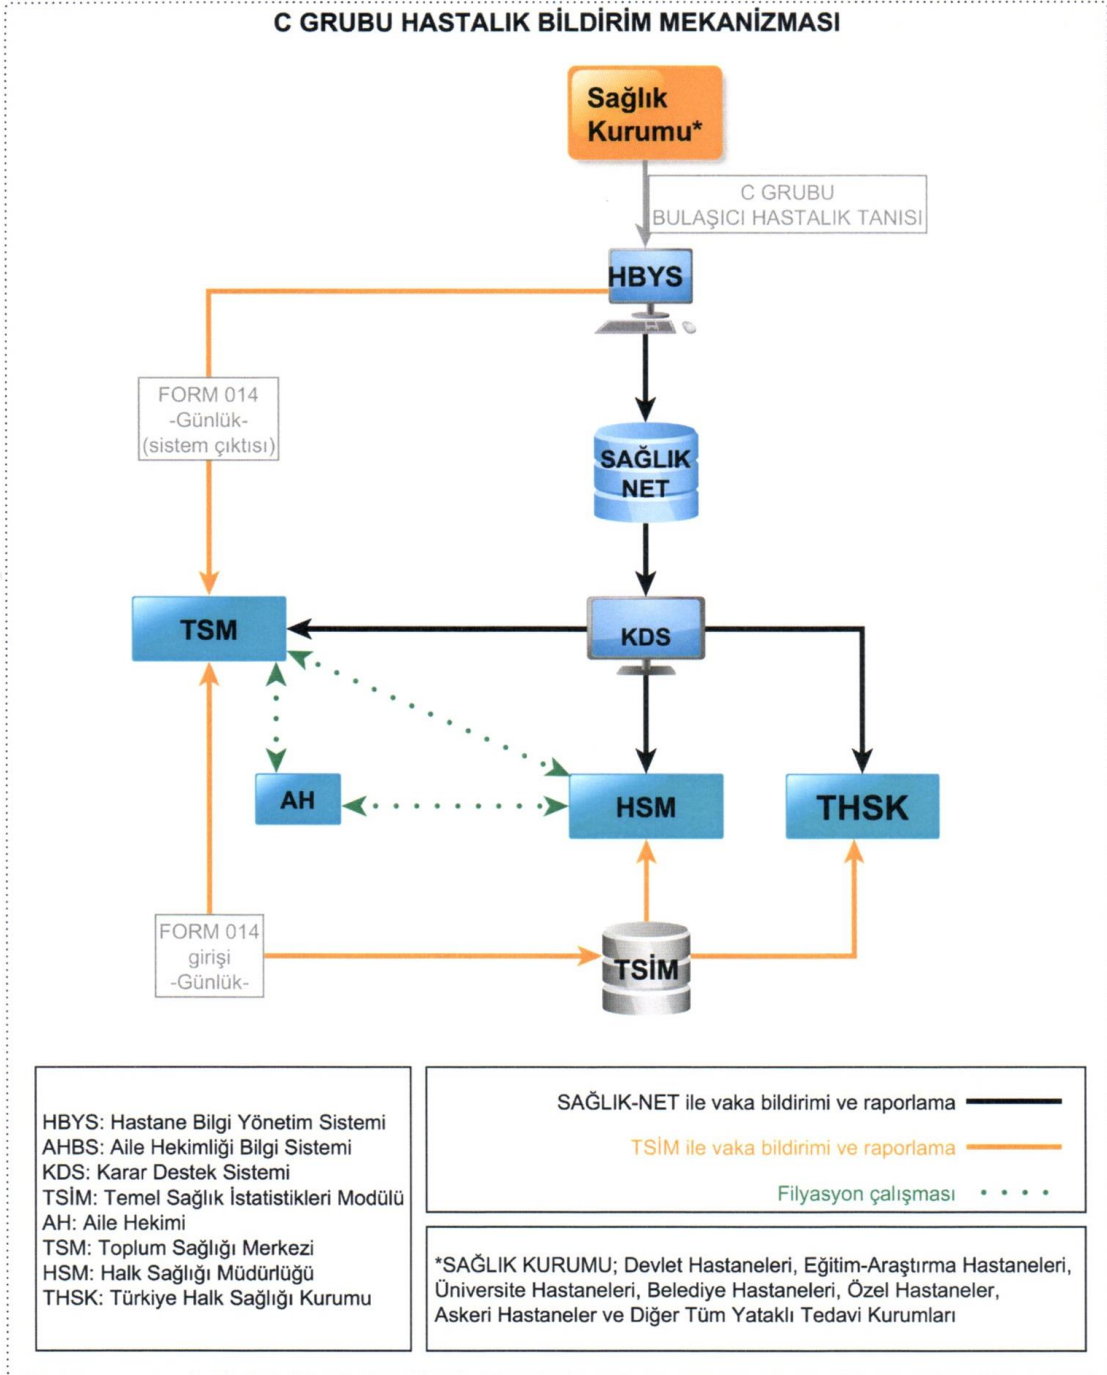 C GRUBU HASTALIK BİLDİRİM MEKANİZMASI
Sağlık
Kurumu*
C GRUBU
BULAŞICI HASTALIK TANISI
HBYS
FORM 014
-Günlük-
(sistem çıktısı)
SAĞLIK
NET
TSM
KDS
AH
HSM
THSK
FORM 014
girişi
-Günlük-
TSİM
HBYS: Hastane Bilgi Yönetim Sistemi
AHBS: Aile Hekimliği Bilgi Sistemi
KDS: Karar Destek Sistemi
TSİM: Temel Sağlık İstatistikleri Modülü
AH: Aile Hekimi
TSM: Toplum Sağlığı Merkezi
HSM: Halk Sağlığı Müdürlüğü
THSK: Türkiye Halk Sağlığı Kurumu
SAĞLIK-NET ile vaka bildirimi ve raporlama
TSİM ile vaka bildirimi ve raporlama
Filyasyon çalışması
*SAĞLIK KURUMU; Devlet Hastaneleri, Eğitim-Araştırma Hastaneleri,
Üniversite Hastaneleri, Belediye Hastaneleri, Özel Hastaneler,
Askeri Hastaneler ve Diğer Tüm Yataklı Tedavi Kurumları